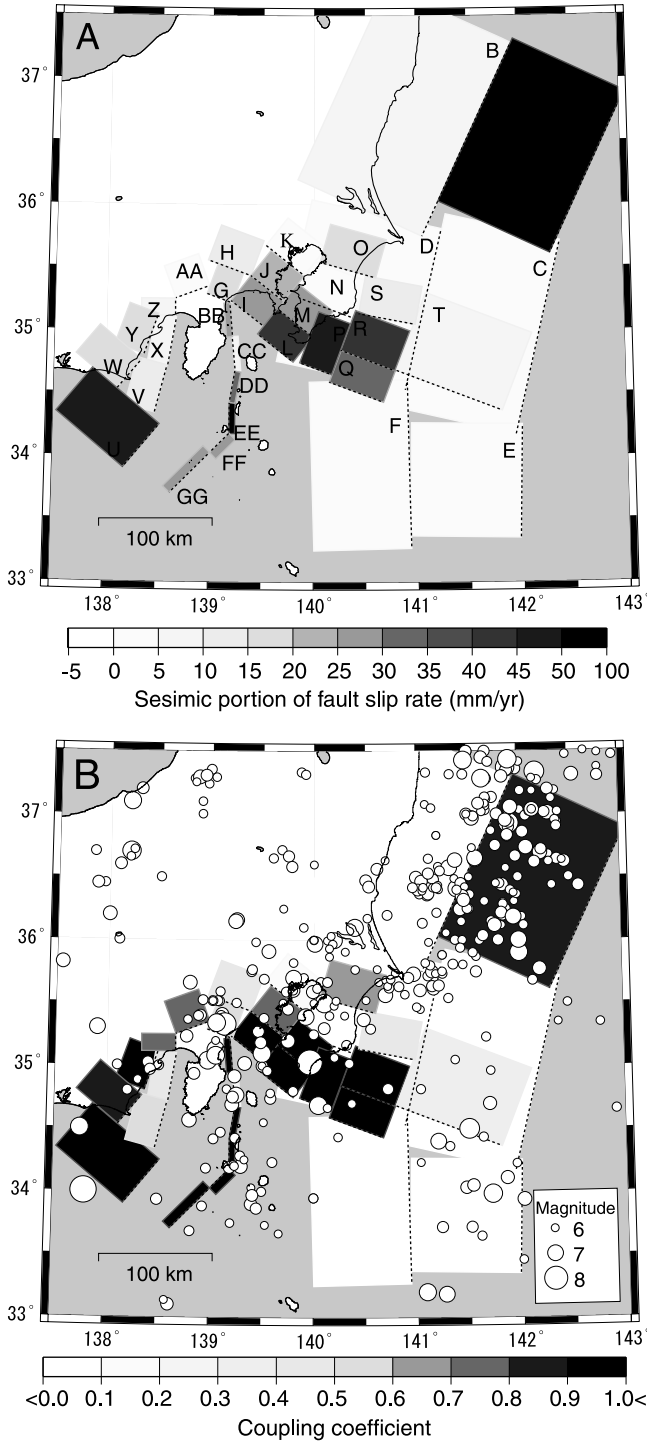 A
B
37°
36°
K
O
D
H
AA
J
C
G
N
S
Z
BB
I
M
T
Y
X
P
R
L
CC
W
Q
DD
V
F
U
EE
E
FF
GG
34°
35°
100 km
33°
138° 139° 140° 141° 142° 143°
-5 0 5 10 15 20 25 30 35 40 45 50 100
Sesimic portion of fault slip rate (mm/yr)
B
37°
36°
35°
34°
Magnitude
6
7
8
100 km
33°
138° 139° 140° 141° 142° 143°
<0.0 0.1 0.2 0.3 0.4 0.5 0.6 0.7 0.8 0.9 1.0<
Coupling coefficient